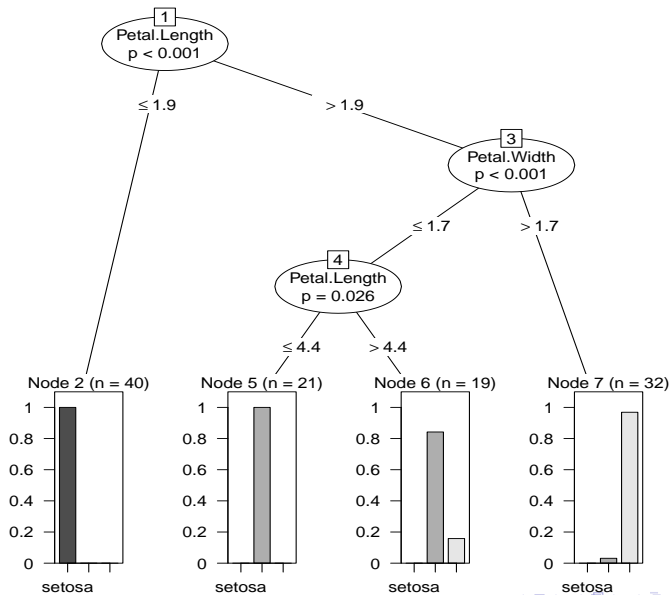 1
Petal.Length
p < 0.001
≤ 1.9
> 1.9
3
Petal.Width
p < 0.001
≤ 1.7
> 1.7
4
Petal.Length
p = 0.026
≤ 4.4
> 4.4
Node 2 (n = 40)
1
0.8
0.6
0.4
0.2
0
setosa
Node 5 (n = 21)
1
0.8
0.6
0.4
0.2
0
setosa
Node 6 (n = 19)
1
0.8
0.6
0.4
0.2
0
setosa
Node 7 (n = 32)
1
0.8
0.6
0.4
0.2
0
setosa